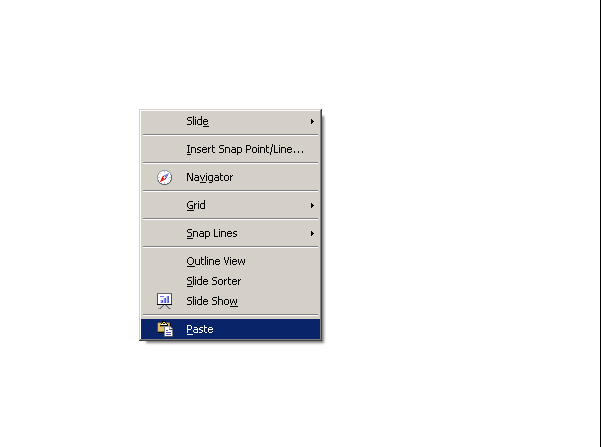 Slide
Insert Snap Point/Line...
Navigator
Grid
Snap Lines
Outline View
Slide Sorter
Slide Show
Paste